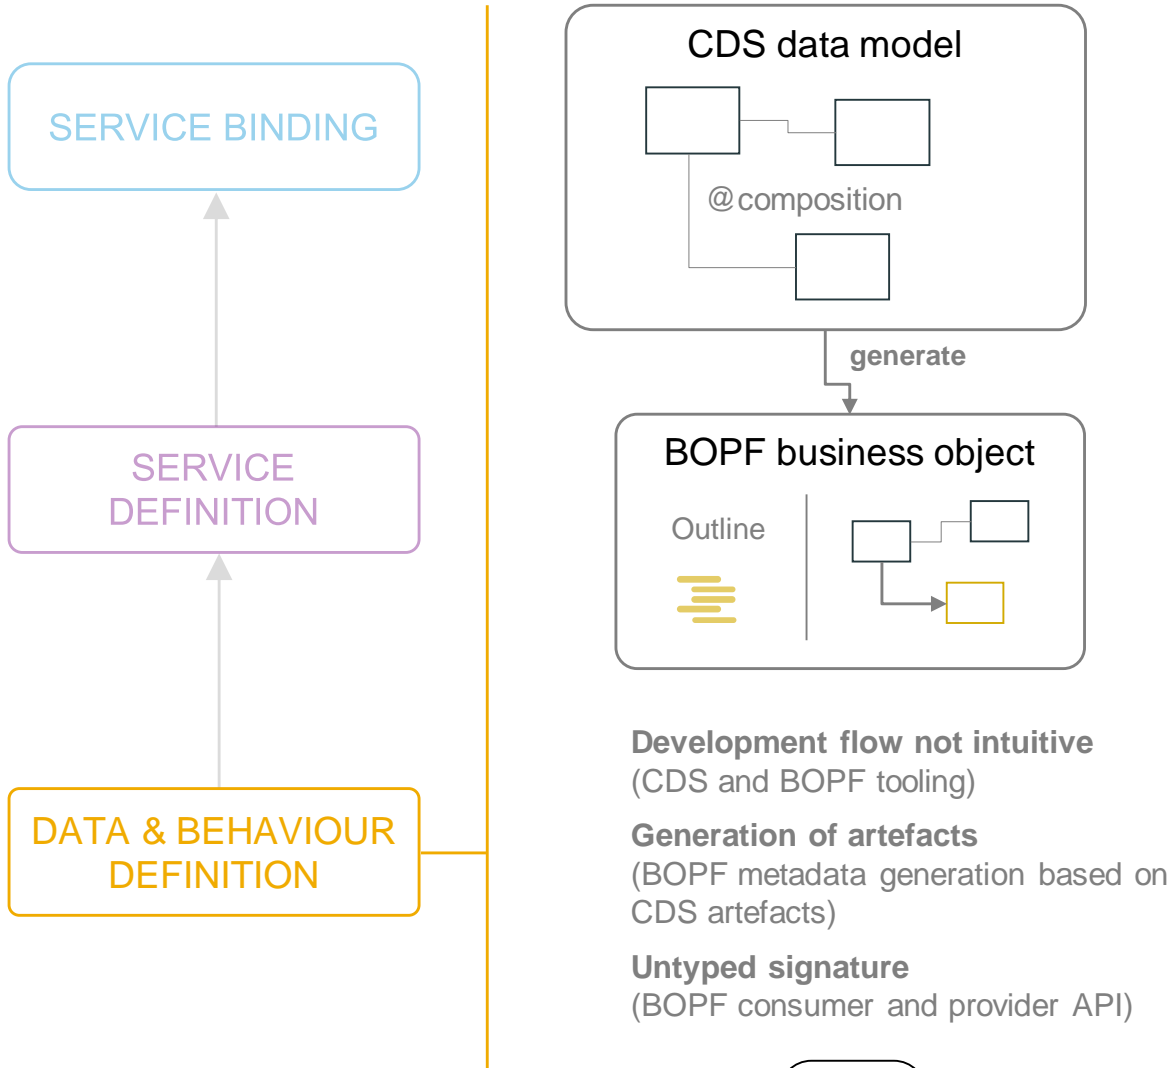 SERVICE BINDING
SERVICE
DEFINITION
DATA & BEHAVIOUR
DEFINITION
CDS data model
@composition
generate
BOPF business object
Outline
Development flow not intuitive
(CDS and BOPF tooling)
Generation of artefacts
(BOPF metadata generation based on
CDS artefacts)
Untyped signature
(BOPF consumer and provider API)